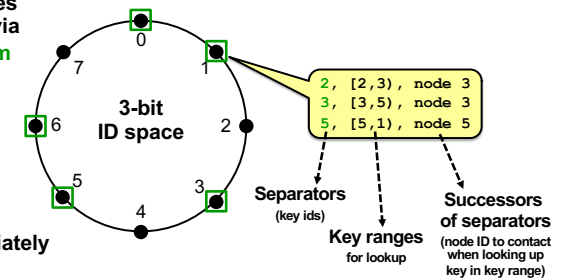 es
via
m
0
1
2
3
4
5
6
7
3-bit
ID space
2, [2,3), node 3
3, [3,5), node 3
5, [5,1), node 5
Separators
(key ids)
Key ranges
for lookup
Successors
of separators
(node ID to contact
when looking up
key in key range)
iately